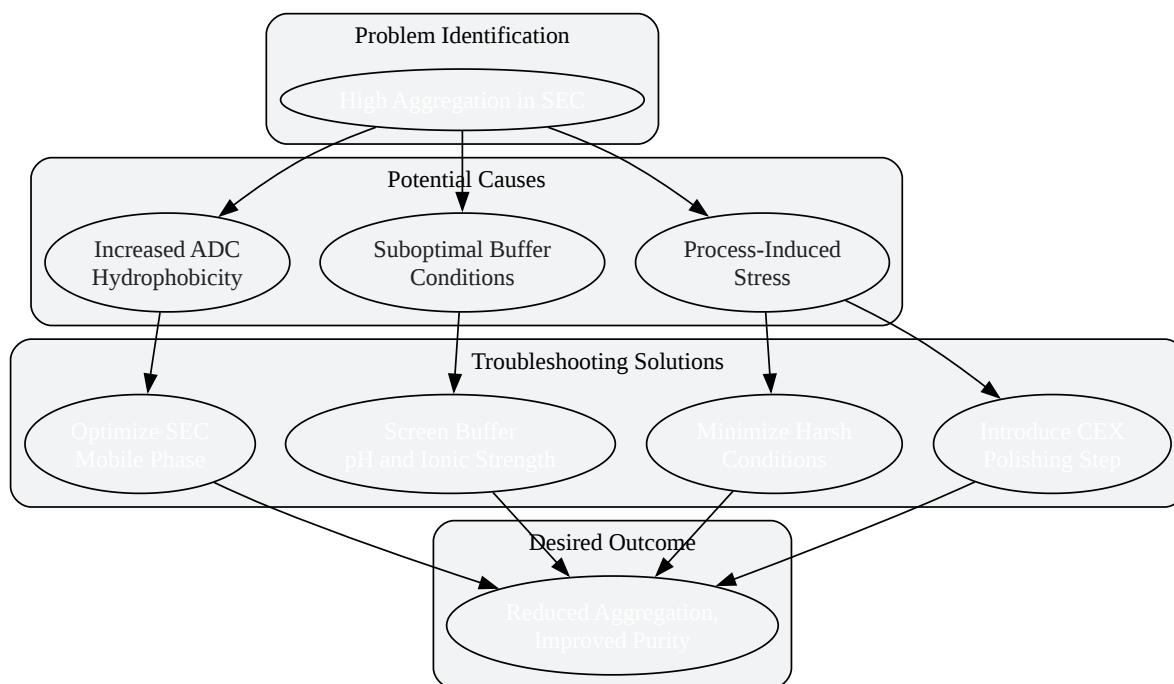 Problem Identification
High Aggregation in SEC
Potential Causes
Increased ADC
Hydrophobicity
Suboptimal Buffer
Conditions
Process-Induced
Stress
Troubleshooting Solutions
Optimize SEC
Mobile Phase
Screen Buffer
pH and Ionic Strength
Minimize Harsh
Conditions
Introduce CEX
Polishing Step
Desired Outcome
Reduced Aggregation,
Improved Purity